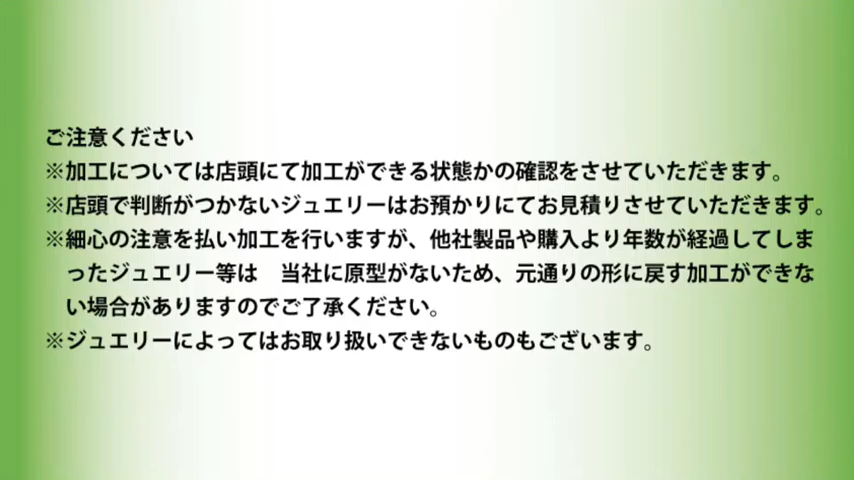 ご注意ください
※加工については店頭にて加工ができる状態かの確認をさせていただきます。
※店頭で判断がつかないジュエリーはお預かりにてお見積りさせていただきます。
※細心の注意を払い加工を行いますが、他社製品や購入より年数が経過してしま
ったジュエリー等は　当社に原型がないため、元通りの形に戻す加工ができな
い場合がありますのでご了承ください。
※ジュエリーによってはお取り扱いできないものもございます。